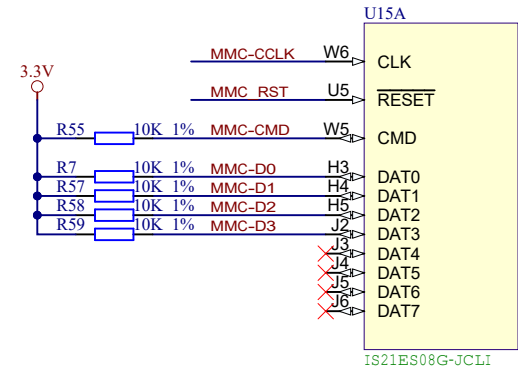 U15A
3.3V
MMC-CCLK W6 CLK
MMC RST U5 RESET
R55 10K 1% MMC-CMD W5 CMD
R7 10K 1% MMC-D0 H3 DAT0
R57 10K 1% MMC-D1 H4 DAT1
R58 10K 1% MMC-D2 H5 DAT2
R59 10K 1% MMC-D3 J2 DAT3
J3 DAT4
J4 DAT5
J5 DAT6
J6 DAT7
IS21ES08G-JCLI